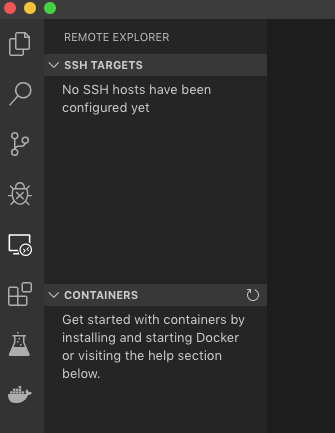 REMOTE EXPLORER
SSH TARGETS
No SSH hosts have been
configured yet
CONTAINERS
Get started with containers by
installing and starting Docker
or visiting the help section
below.